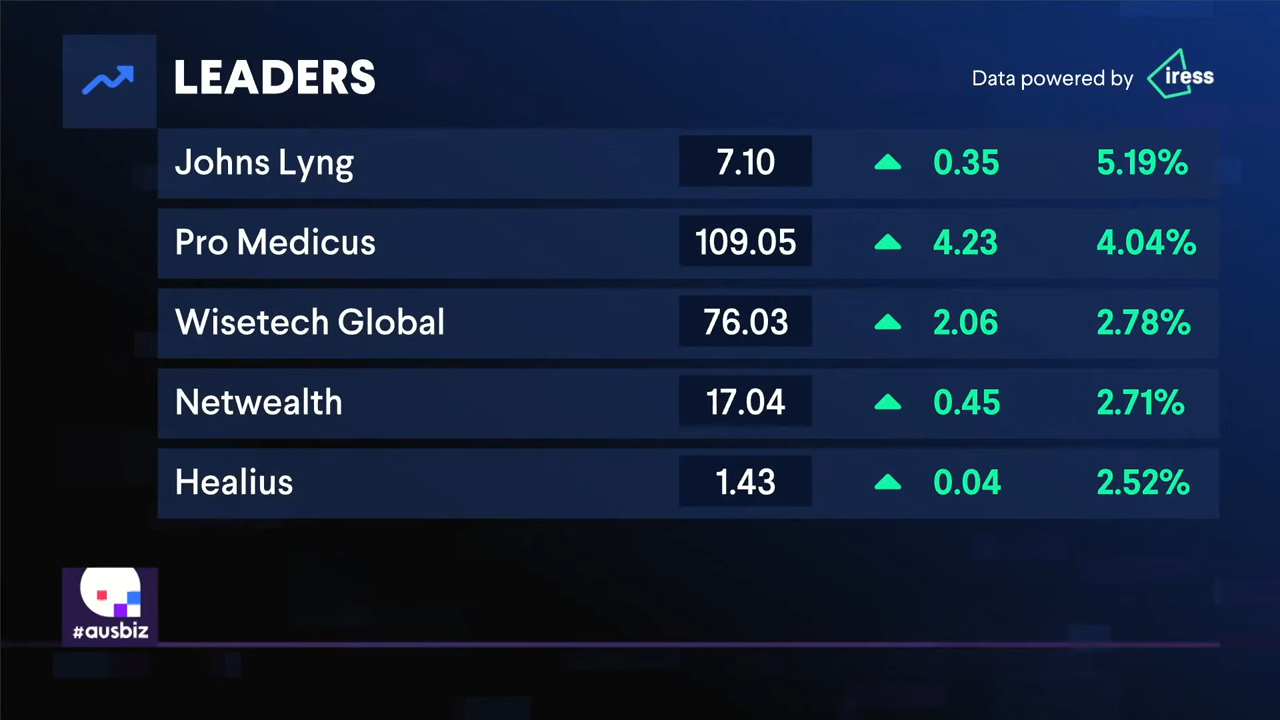 LEADERS
Data powered by iress
Johns Lyng 7.10 0.35 5.19%
Pro Medicus 109.05 4.23 4.04%
Wisetech Global 76.03 2.06 2.78%
Netwealth 17.04 0.45 2.71%
Healius 1.43 0.04 2.52%
#ausbiz